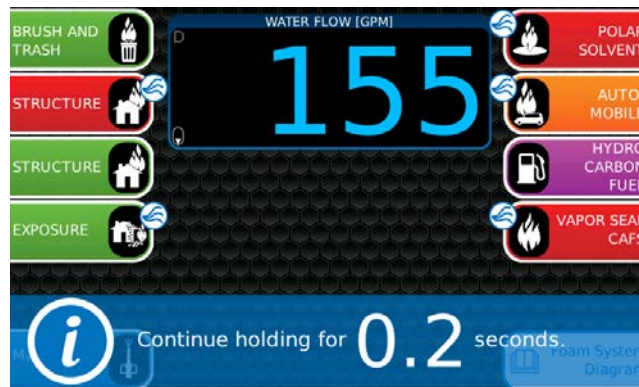 BRUSH AND
TRASH
STRUCTURE
STRUCTURE
EXPOSURE
WATER FLOW [GPM]
D
155
POLAR
SOLVENT
AUTO
MOBILE
HYDRO
CARBON
FUEL
VAPOR SEAL
CAFS
i
Continue holding for 0.2 seconds.
M
Foam System
Diagram